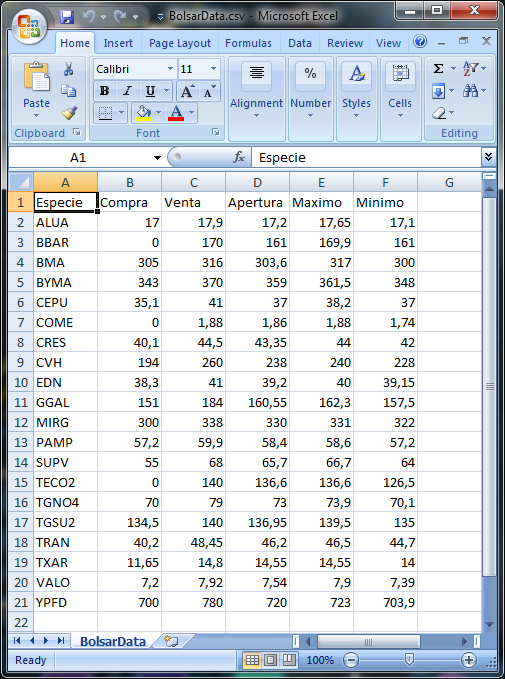 BolsarData.csv - Microsoft Excel
Home Insert Page Layout Formulas Data Review View
Paste
Calibri 11
B I U A A
Alignment Number Styles Cells
Clipboard Font Editing
A1 fx Especie
A B C D E F G
1 Especie Compra Venta Apertura Maximo Minimo
2 ALUA 17 17,9 17,2 17,65 17,1
3 BBAR 0 170 161 169,9 161
4 BMA 305 316 303,6 317 300
5 BYMA 343 370 359 361,5 348
6 CEPU 35,1 41 37 38,2 37
7 COME 0 1,88 1,86 1,88 1,74
8 CRES 40,1 44,5 43,35 44 42
9 CVH 194 260 238 240 228
10 EDN 38,3 41 39,2 40 39,15
11 GGAL 151 184 160,55 162,3 157,5
12 MIRG 300 338 330 331 322
13 PAMP 57,2 59,9 58,4 58,6 57,2
14 SUPV 55 68 65,7 66,7 64
15 TECO2 0 140 136,6 136,6 126,5
16 TGNO4 70 79 73 73,9 70,1
17 TGSU2 134,5 140 136,95 139,5 135
18 TRAN 40,2 48,45 46,2 46,5 44,7
19 TXAR 11,65 14,8 14,55 14,55 14
20 VALO 7,2 7,92 7,54 7,9 7,39
21 YPFD 700 780 720 723 703,9
22
BolsarData
Ready 100%